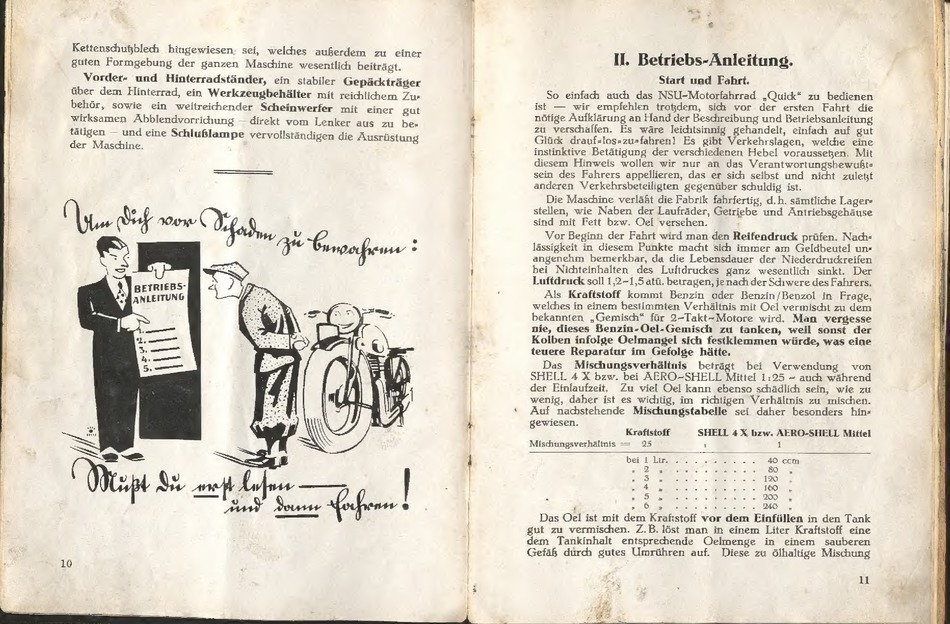 Kettenschutzblech hingewiesen sei, welches außerdem zu einer
guten Formgebung der ganzen Maschine wesentlich beiträgt.
Vorder- und Hinterradständer, ein stabiler Gepäckträger
über dem Hinterrad, ein Werkzeugbehälter mit reichlichem Zu-
behör, sowie ein weitreichender Scheinwerfer mit einer gut
wirksamen Abblendvorrichtung — direkt vom Lenker aus zu be-
tätigen — und eine Schlußlampe vervollständigen die Ausrüstung
der Maschine.
Um Dich vor Schaden zu bewahren:
BETRIEBS-
ANLEITUNG
1.
2.
3.
4.
5.
Mußt Du erst lesen —
und dann fahren!
10
II. Betriebs-Anleitung.
Start und Fahrt.
So einfach auch das NSU-Motorfahrrad „Quick" zu bedienen
ist — wir empfehlen trotzdem, sich vor der ersten Fahrt die
nötige Aufklärung an Hand der Beschreibung und Betriebsanleitung
zu verschaffen. Es wäre leichtsinnig gehandelt, einfach auf gut
Glück drauf-los-zu-fahren! Es gibt Verkehrslagen, welche eine
instinktive Betätigung der verschiedenen Hebel voraussetzen. Mit
diesem Hinweis wollen wir nur an das Verantwortungsbewußt-
sein des Fahrers appellieren, das er sich selbst und nicht zuletzt
anderen Verkehrsbeteiligten gegenüber schuldig ist.
Die Maschine verläßt die Fabrik fahrfertig, d. h. sämtliche Lager-
stellen, wie Naben der Laufräder, Getriebe und Antriebsgehäuse
sind mit Fett bzw. Oel versehen.
Vor Beginn der Fahrt wird man den Reifendruck prüfen. Nach-
lässigkeit in diesem Punkte macht sich immer am Geldbeutel un-
angenehm bemerkbar, da die Lebensdauer der Niederdruckreifen
bei Nichteinhalten des Luftdruckes ganz wesentlich sinkt. Der
Luftdruck soll 1,2–1,5 atü. betragen, je nach der Schwere des Fahrers.
Als Kraftstoff kommt Benzin oder Benzin/Benzol in Frage,
welches in einem bestimmten Verhältnis mit Oel vermischt zu dem
bekannten „Gemisch" für 2-Takt-Motore wird. Man vergesse
nie, dieses Benzin-Oel-Gemisch zu tanken, weil sonst der
Kolben infolge Oelmangel sich festklemmen würde, was eine
teuere Reparatur im Gefolge hätte.
Das Mischungsverhältnis beträgt bei Verwendung von
SHELL 4 X bzw. bei AERO-SHELL Mittel 1:25 – auch während
der Einlaufzeit. Zu viel Oel kann ebenso schädlich sein, wie zu
wenig, daher ist es wichtig, im richtigen Verhältnis zu mischen.
Auf nachstehende Mischungstabelle sei daher besonders hin-
gewiesen.
Kraftstoff SHELL 4 X bzw. AERO-SHELL Mittel
Mischungsverhältnis = 25 : 1
bei 1 Ltr. . . . . . . . . . 40 ccm
„ 2 „ . . . . . . . . . 80 „
„ 3 „ . . . . . . . . . 120 „
„ 4 „ . . . . . . . . . 160 „
„ 5 „ . . . . . . . . . 200 „
„ 6 „ . . . . . . . . . 240 „
Das Oel ist mit dem Kraftstoff vor dem Einfüllen in den Tank
gut zu vermischen. Z. B. löst man in einem Liter Kraftstoff eine
dem Tankinhalt entsprechende Oelmenge in einem sauberen
Gefäß durch gutes Umrühren auf. Diese zu ölhaltige Mischung
11